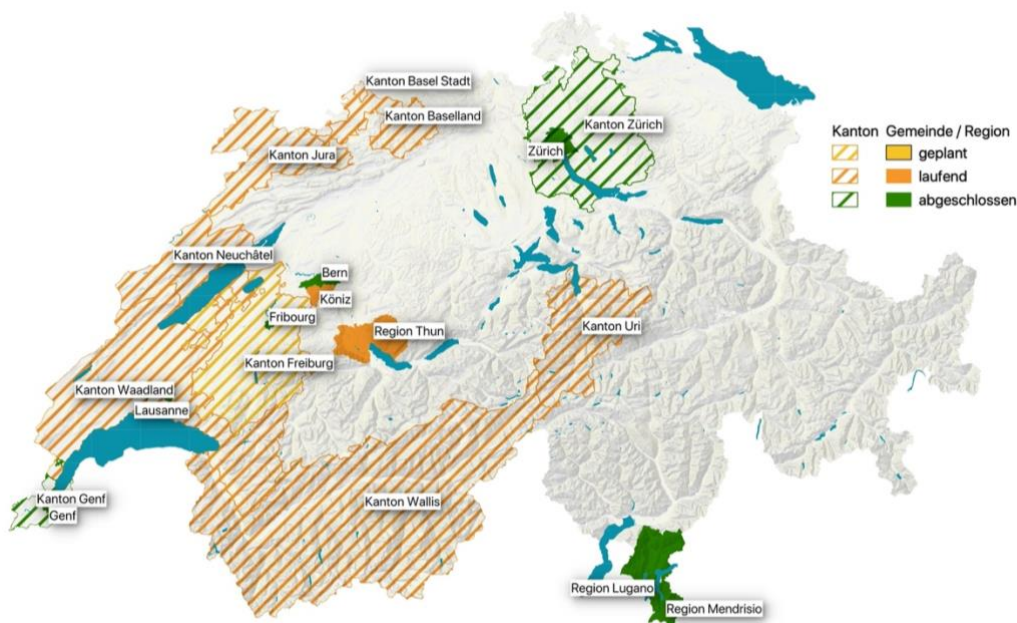 Kanton Basel Stadt
Kanton Baselland
Kanton Zürich
Zürich
Kanton Jura
Kanton Gemeinde / Region
geplant
laufend
abgeschlossen
Kanton Neuchâtel
Bern
Köniz
Fribourg
Region Thun
Kanton Uri
Kanton Freiburg
Kanton Waadland
Lausanne
Kanton Genf
Genf
Kanton Wallis
Region Lugano
Region Mendrisio